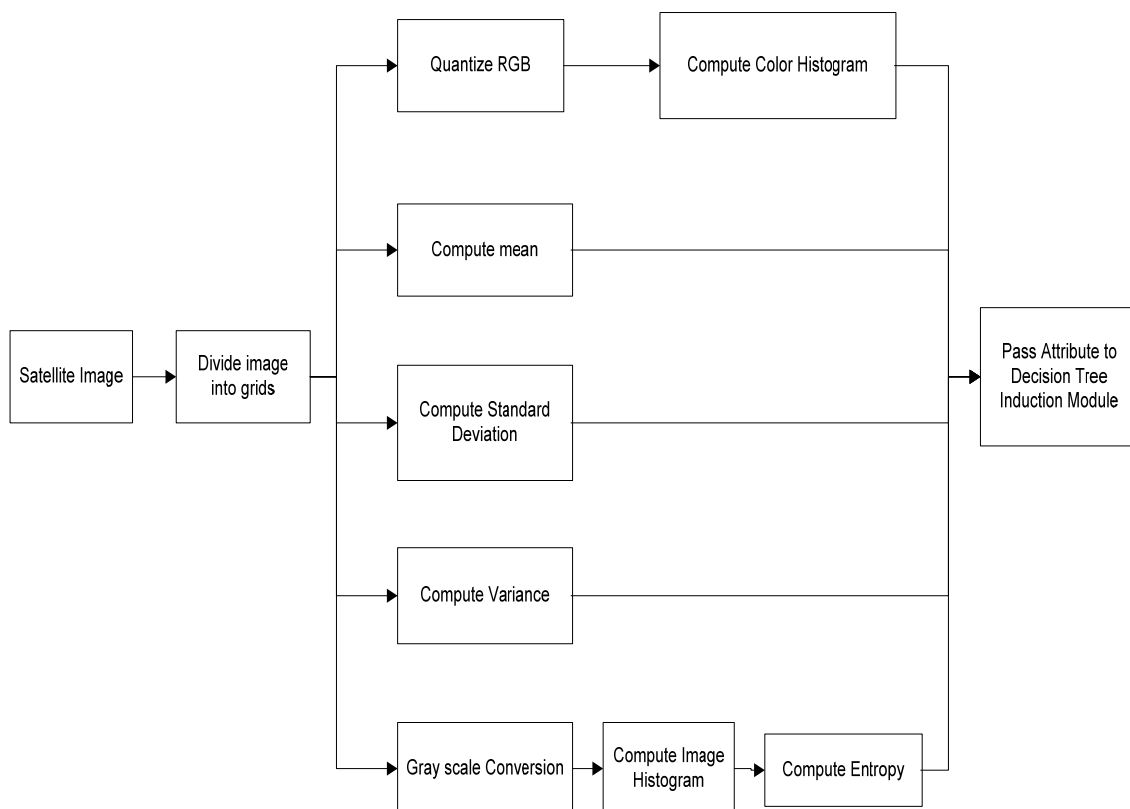 Quantize RGB
Compute Color Histogram
Compute mean
Satellite Image
Divide image
into grids
Pass Attribute to
Decision Tree
Induction Module
Compute Standard
Deviation
Compute Variance
Gray scale Conversion
Compute Image
Histogram
Compute Entropy